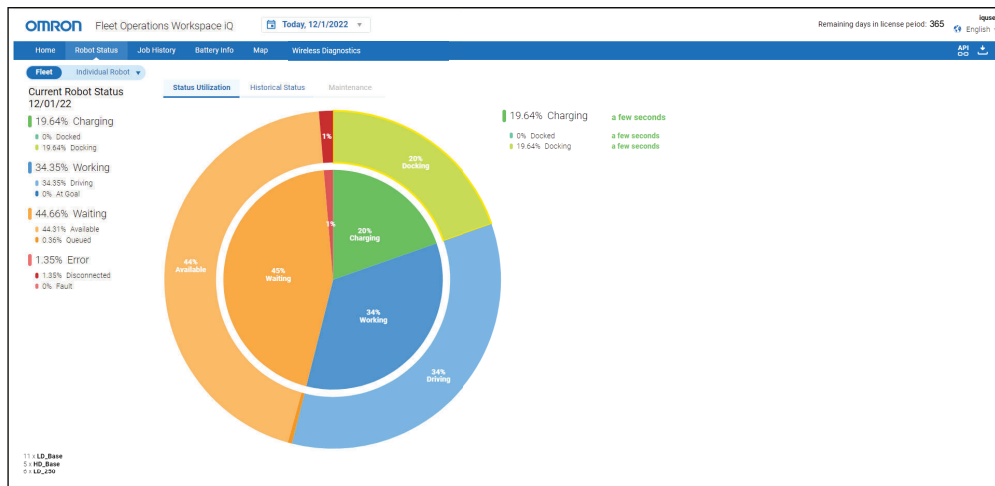 OMRON Fleet Operations Workspace iQ
Today, 12/1/2022
Remaining days in license peiod: 365
iquse
English
Home Robot Status Job History Battery Info Map Wireless Diagnostics
API
Fleet Individual Robot
Status Utilization Historical Status Maintenance
Current Robot Status
12/01/22
19.64% Charging
0% Docked
19.64% Docking
34.35% Working
34.35% Driving
0% At Goal
44.66% Waiting
44.31% Available
0.36% Queued
1.35% Error
1.35% Disconnected
0% Fault
1%
20%
Docking
1%
20%
Charging
44%
Available
45%
Waiting
34%
Working
34%
Driving
19.64% Charging a few seconds
0% Docked a few seconds
19.64% Docking a few seconds
11 x LD_Base
5 x HD_Base
6 x LD_250